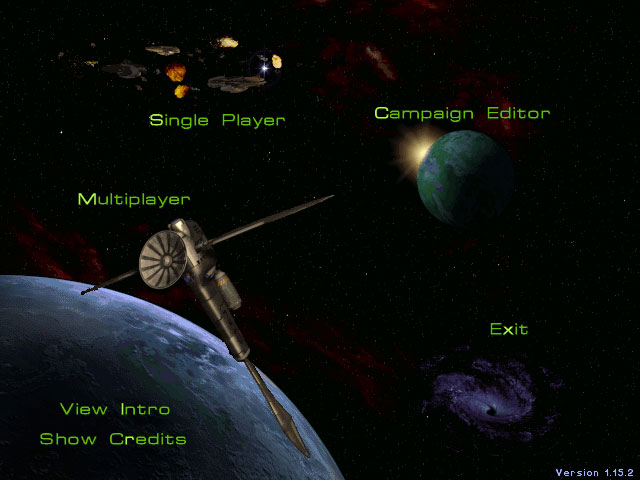 Single Player
Campaign Editor
Multiplayer
Exit
View Intro
Show Credits
Version 1.15.2